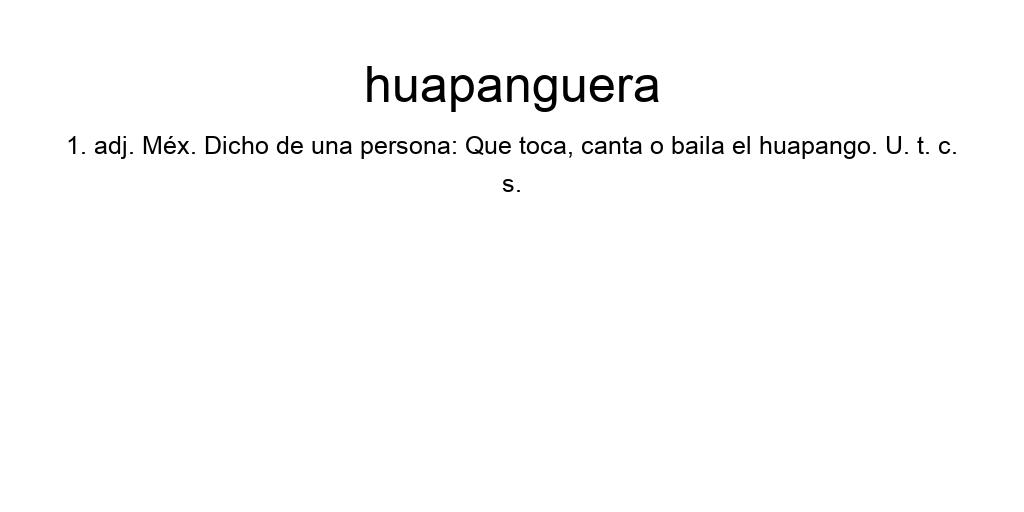 huapanguera
1. adj. Méx. Dicho de una persona: Que toca, canta o baila el huapango. U. t. c.
s.